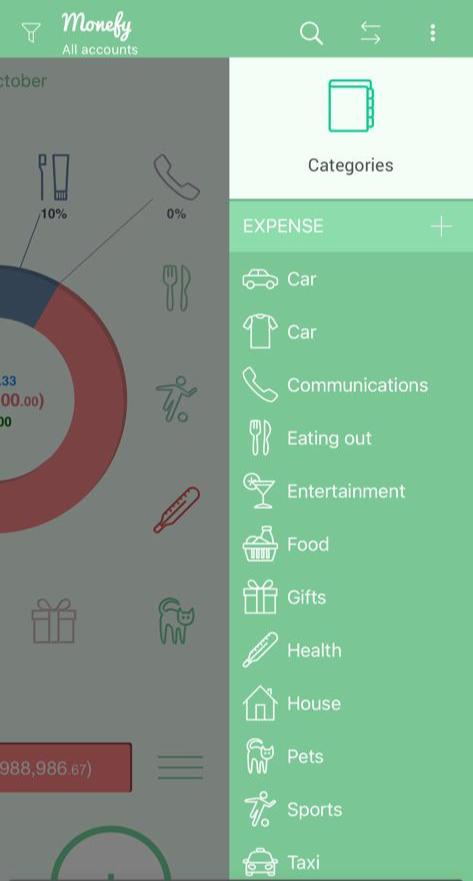 Monefy
All accounts
ctober
Categories
10%
0%
EXPENSE
Car
Car
.33
00.00)
00
Communications
Eating out
Entertainment
Food
Gifts
Health
House
Pets
988,986.67)
Sports
Taxi